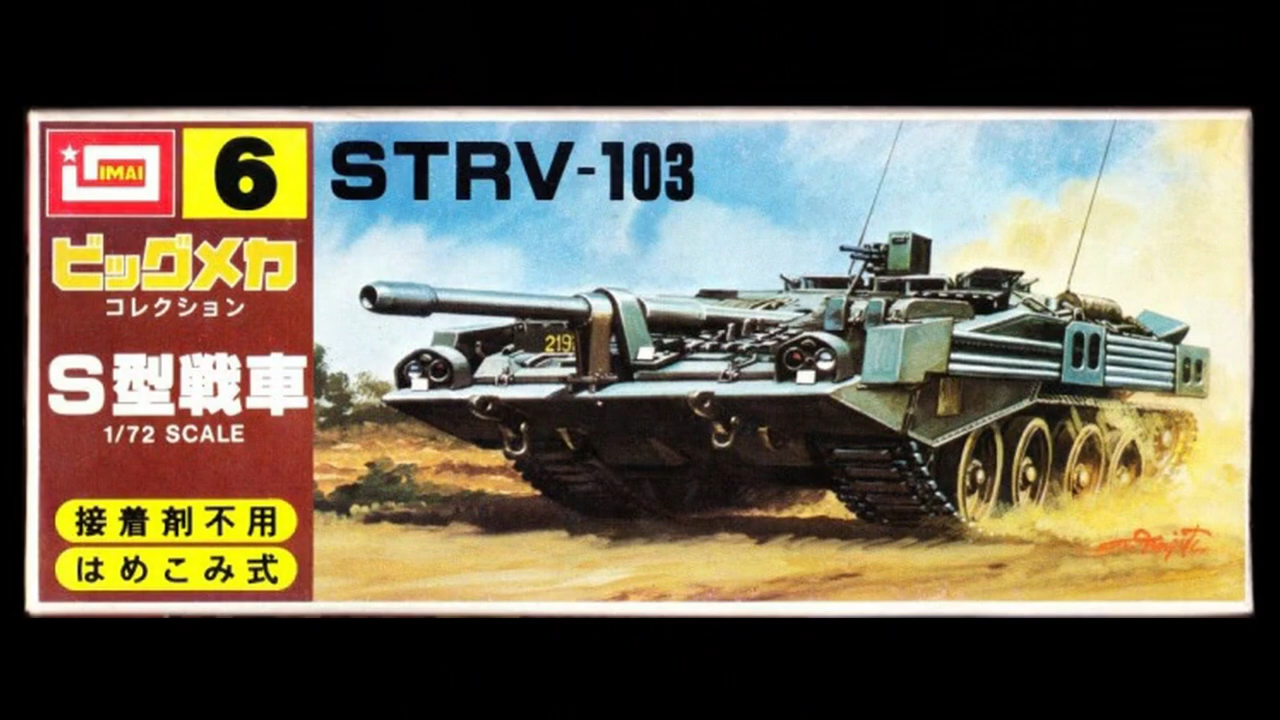 IMAI
6
ビッグメカ
コレクション
S型戦車
1/72 SCALE
接着剤不用
はめこみ式
STRV-103
219